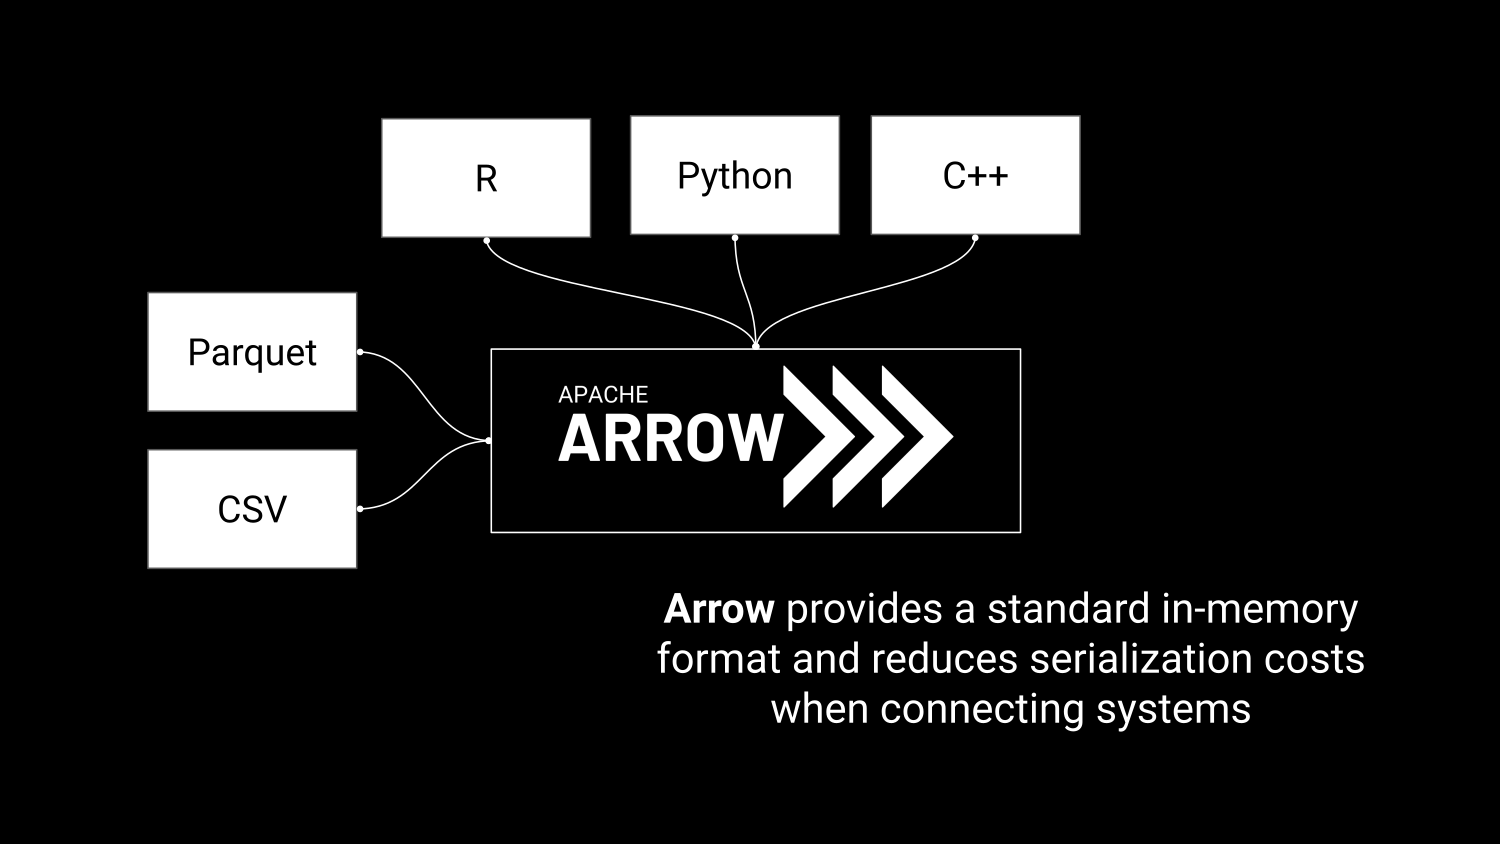 R
Python
C++
Parquet
CSV
APACHE
ARROW
Arrow provides a standard in-memory
format and reduces serialization costs
when connecting systems